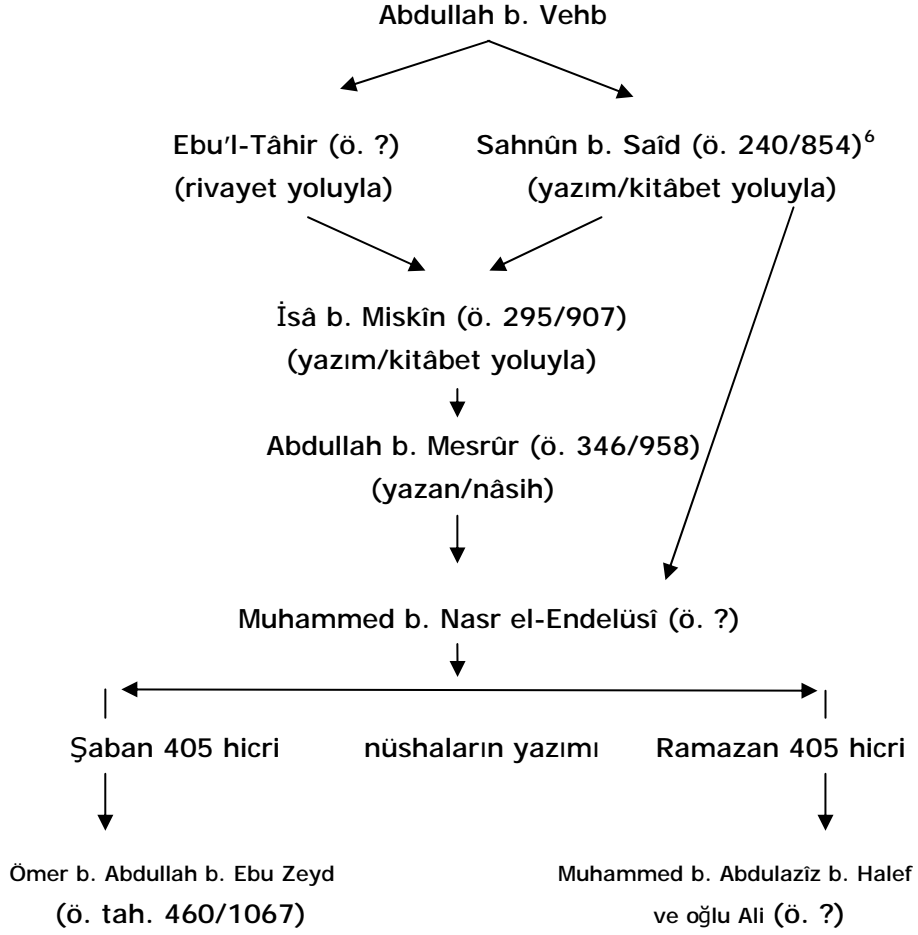 Abdullah b. Vehb
Ebu'l-Tâhir (ö. ?)
(rivayet yoluyla)
Sahnûn b. Saîd (ö. 240/854)⁶
(yazım/kitâbet yoluyla)
İsâ b. Miskîn (ö. 295/907)
(yazım/kitâbet yoluyla)
Abdullah b. Mesrûr (ö. 346/958)
(yazan/nâsih)
Muhammed b. Nasr el-Endelüsî (ö. ?)
Şaban 405 hicri
nüshaların yazımı
Ramazan 405 hicri
Ömer b. Abdullah b. Ebu Zeyd
(ö. tah. 460/1067)
Muhammed b. Abdulazîz b. Halef
ve oğlu Ali (ö. ?)